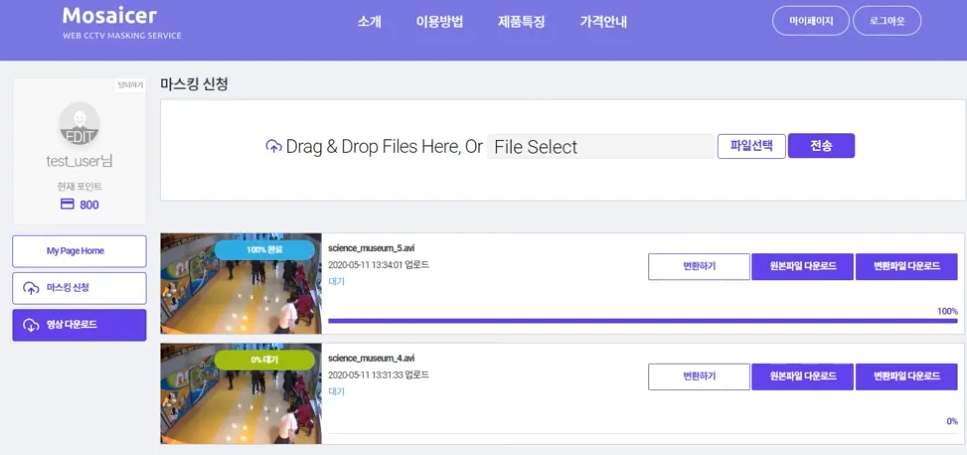 Mosaicer
WEB CCTV MASKING SERVICE
소개 이용방법 제품특징 가격안내
마이페이지 로그아웃
탈퇴하기
EDIT
test_user님
현재 포인트
800
My Page Home
마스킹 신청
영상 다운로드
마스킹 신청
Drag & Drop Files Here, Or File Select 파일선택 전송
100% 완료
science_museum_5.avi
2020-05-11 13:34:01 업로드
대기
변환하기 원본파일 다운로드 변환파일 다운로드
100%
0% 대기
science_museum_4.avi
2020-05-11 13:31:33 업로드
대기
변환하기 원본파일 다운로드 변환파일 다운로드
0%